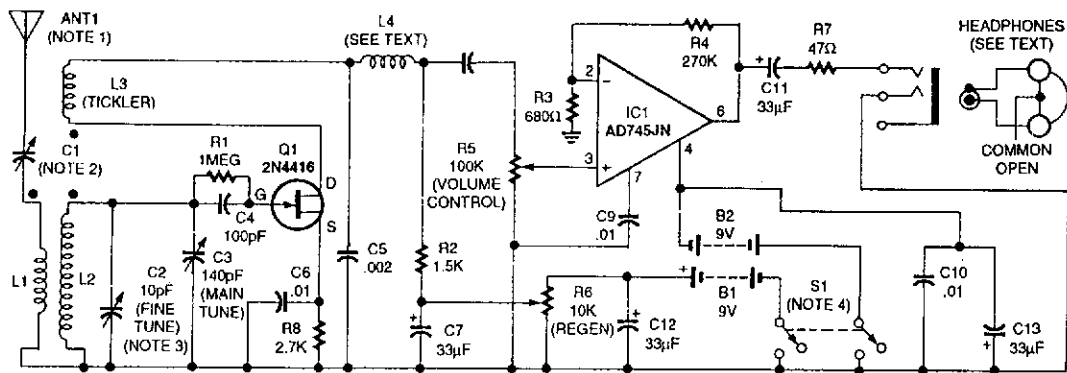 ANT1
(NOTE 1)
L3
(TICKLER)
C1
(NOTE 2)
R1
1MEG
Q1
2N4416
D
G
S
C4
100pF
L1
L2
C2
10pF
(FINE
TUNE)
(NOTE 3)
C3
140pF
(MAIN
TUNE)
C6
.01
R8
2.7K
L4
(SEE TEXT)
C5
.002
R2
1.5K
C7
33µF
+
R5
100K
(VOLUME
CONTROL)
R6
10K
(REGEN)
R3
680Ω
R4
270K
2
−
IC1
AD745JN
3
+
6
4
7
C9
.01
+
C11
33µF
R7
47Ω
HEADPHONES
(SEE TEXT)
COMMON
OPEN
B2
9V
+
B1
9V
+
C12
33µF
S1
(NOTE 4)
C10
.01
C13
33µF
+